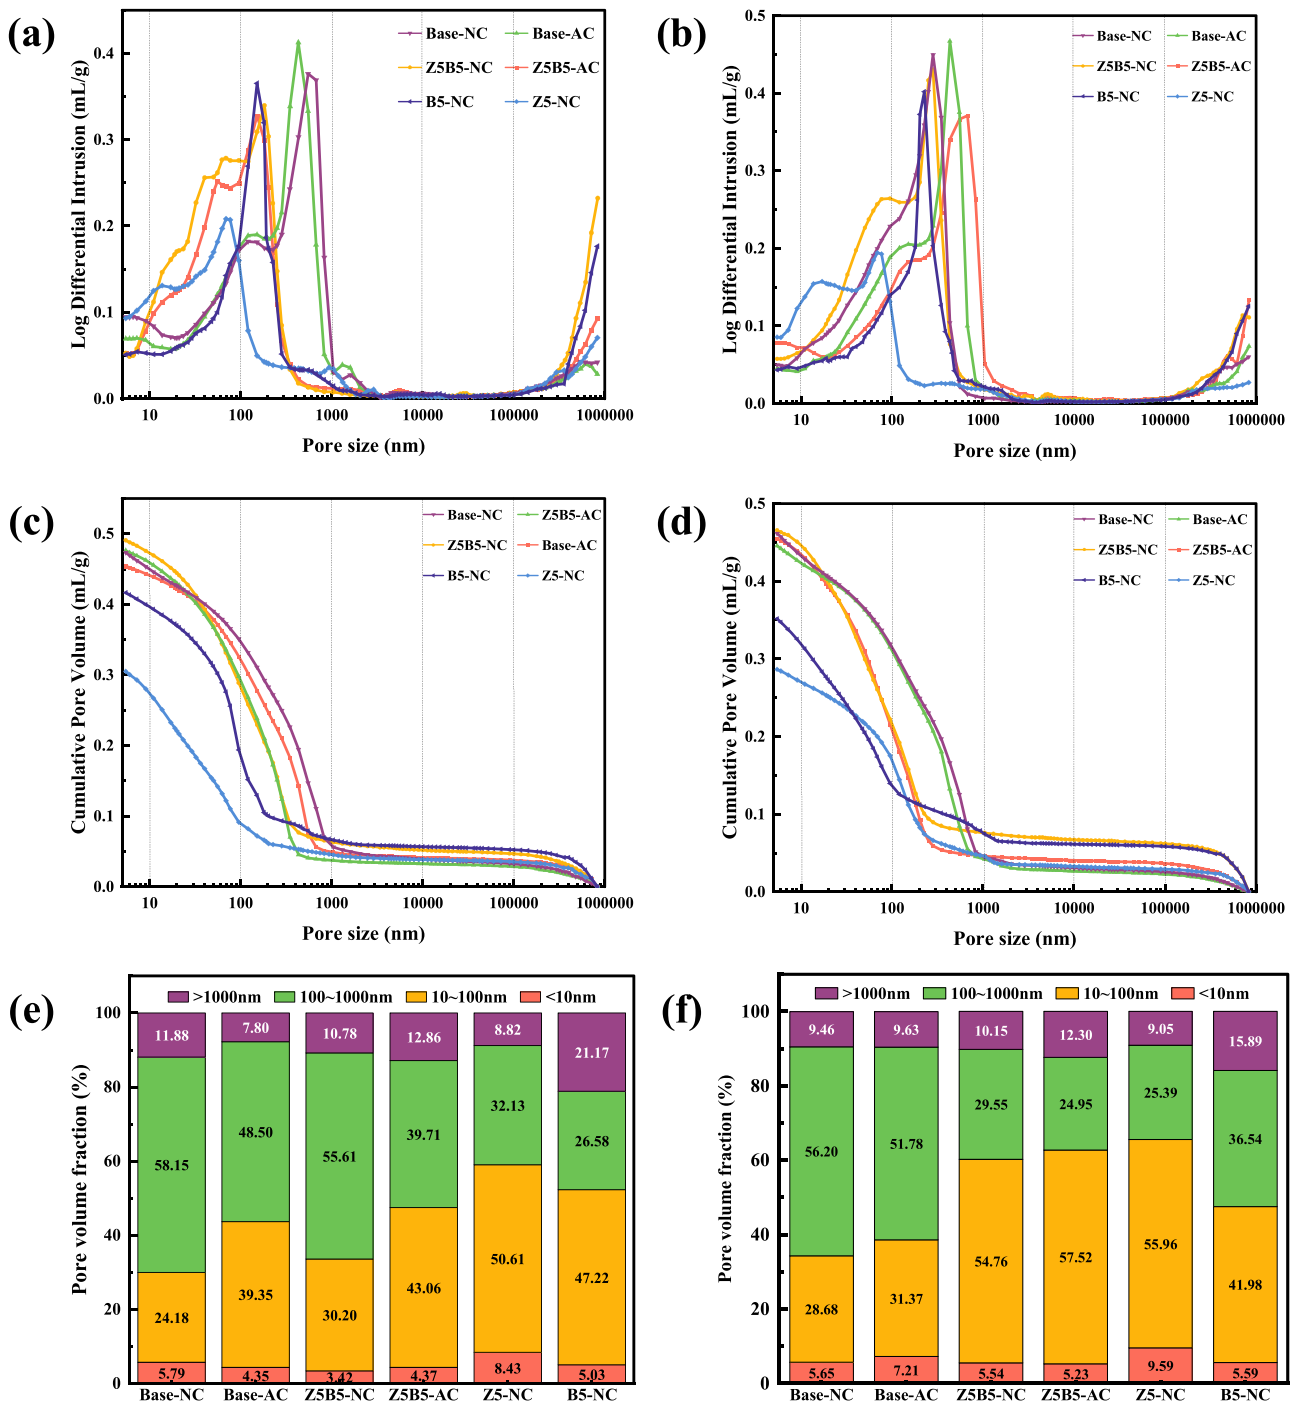 (a)
Log Differential Intrusion (mL/g)
0.4
0.3
0.2
0.1
0.0
Base-NC
Base-AC
Z5B5-NC
Z5B5-AC
B5-NC
Z5-NC
10
100
1000
10000
100000
1000000
Pore size (nm)
(b)
Log Differential Intrusion (mL/g)
0.5
0.4
0.3
0.2
0.1
0.0
Base-NC
Base-AC
Z5B5-NC
Z5B5-AC
B5-NC
Z5-NC
10
100
1000
10000
100000
1000000
Pore size (nm)
(c)
Cumulative Pore Volume (mL/g)
0.5
0.4
0.3
0.2
0.1
0.0
Base-NC
Z5B5-AC
Z5B5-NC
Base-AC
B5-NC
Z5-NC
10
100
1000
10000
100000
1000000
Pore size (nm)
(d)
Cumulative Pore Volume (mL/g)
0.5
0.4
0.3
0.2
0.1
0.0
Base-NC
Base-AC
Z5B5-NC
Z5B5-AC
B5-NC
Z5-NC
10
100
1000
10000
100000
1000000
Pore size (nm)
(e)
Pore volume fraction (%)
>1000nm
100~1000nm
10~100nm
<10nm
100
80
60
40
20
0
11.88
7.80
10.78
12.86
8.82
21.17
58.15
48.50
55.61
39.71
32.13
26.58
24.18
39.35
30.20
43.06
50.61
47.22
5.79
4.35
3.42
4.37
8.43
5.03
Base-NC
Base-AC
Z5B5-NC
Z5B5-AC
Z5-NC
B5-NC
(f)
Pore volume fraction (%)
>1000nm
100~1000nm
10~100nm
<10nm
100
80
60
40
20
0
9.46
9.63
10.15
12.30
9.05
15.89
56.20
51.78
29.55
24.95
25.39
36.54
28.68
31.37
54.76
57.52
55.96
41.98
5.65
7.21
5.54
5.23
9.59
5.59
Base-NC
Base-AC
Z5B5-NC
Z5B5-AC
Z5-NC
B5-NC